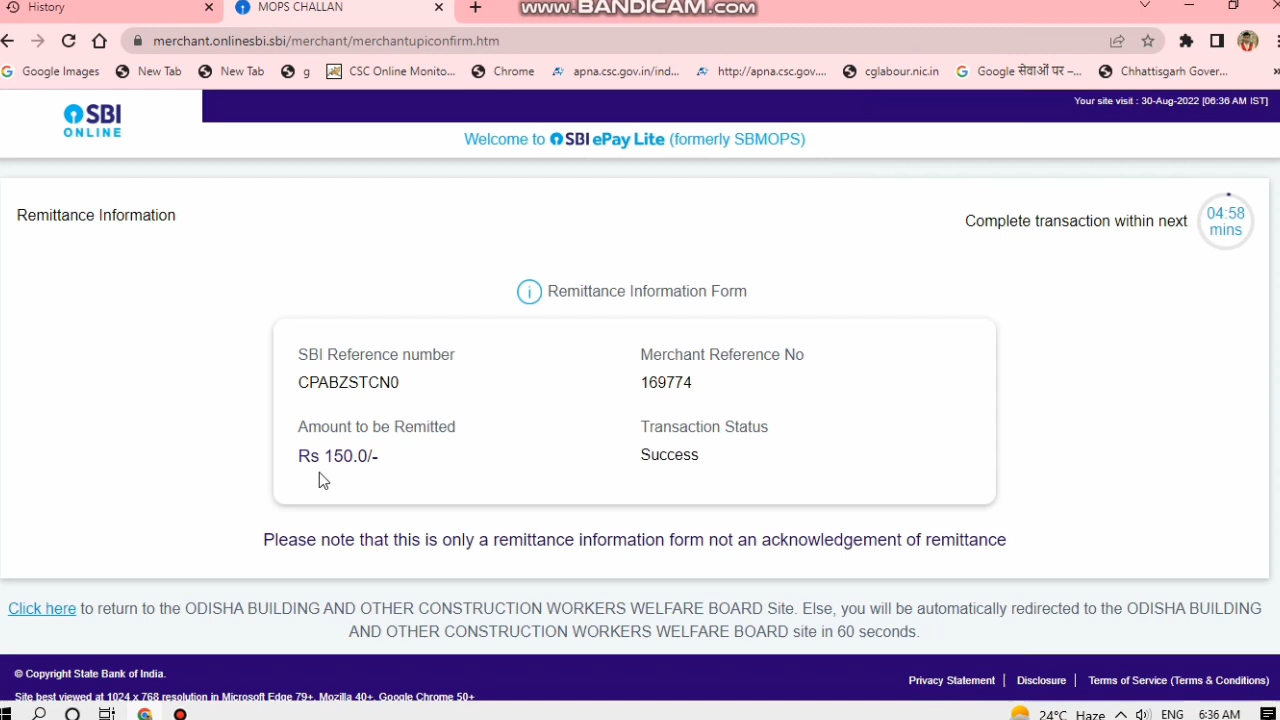 History
MOPS CHALLAN
www.BANDICAM.com
merchant.onlinesbi.sbi/merchant/merchantupiconfirm.htm
Google Images New Tab New Tab g CSC Online Monito... Chrome apna.csc.gov.in/ind... http://apna.csc.gov.... cglabour.nic.in Google सेवाओं पर –... Chhattisgarh Gover... »
SBI
ONLINE
Your site visit : 30-Aug-2022 [06:36 AM IST]
Welcome to SBI ePay Lite (formerly SBMOPS)
Remittance Information
Complete transaction within next
04:58
mins
Remittance Information Form
SBI Reference number Merchant Reference No
CPABZSTCN0 169774
Amount to be Remitted Transaction Status
Rs 150.0/- Success
Please note that this is only a remittance information form not an acknowledgement of remittance
Click here to return to the ODISHA BUILDING AND OTHER CONSTRUCTION WORKERS WELFARE BOARD Site. Else, you will be automatically redirected to the ODISHA BUILDING
AND OTHER CONSTRUCTION WORKERS WELFARE BOARD site in 60 seconds.
© Copyright State Bank of India.
Privacy Statement | Disclosure | Terms of Service (Terms & Conditions)
Site best viewed at 1024 x 768 resolution in Microsoft Edge 79+, Mozilla 40+, Google Chrome 50+
24°C Haze ENG 6:36 AM